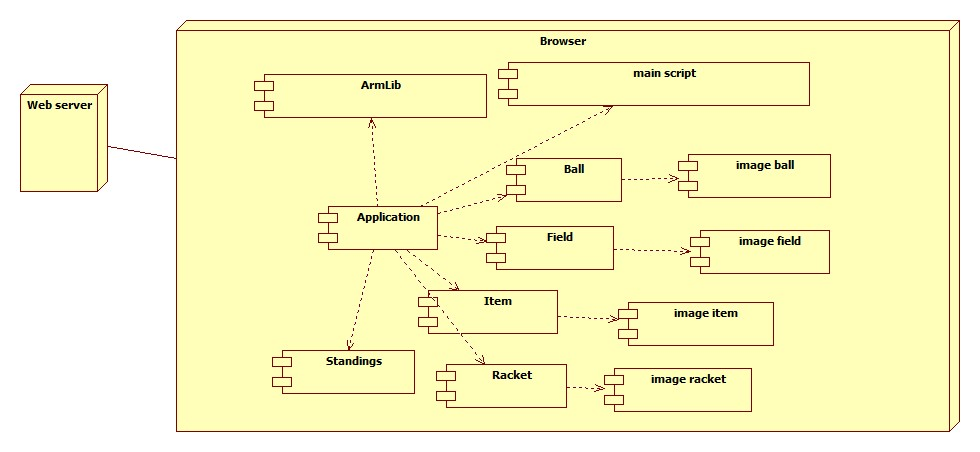 Browser
Web server
ArmLib
main script
Ball
image ball
Application
Field
image field
Item
image item
Standings
Racket
image racket